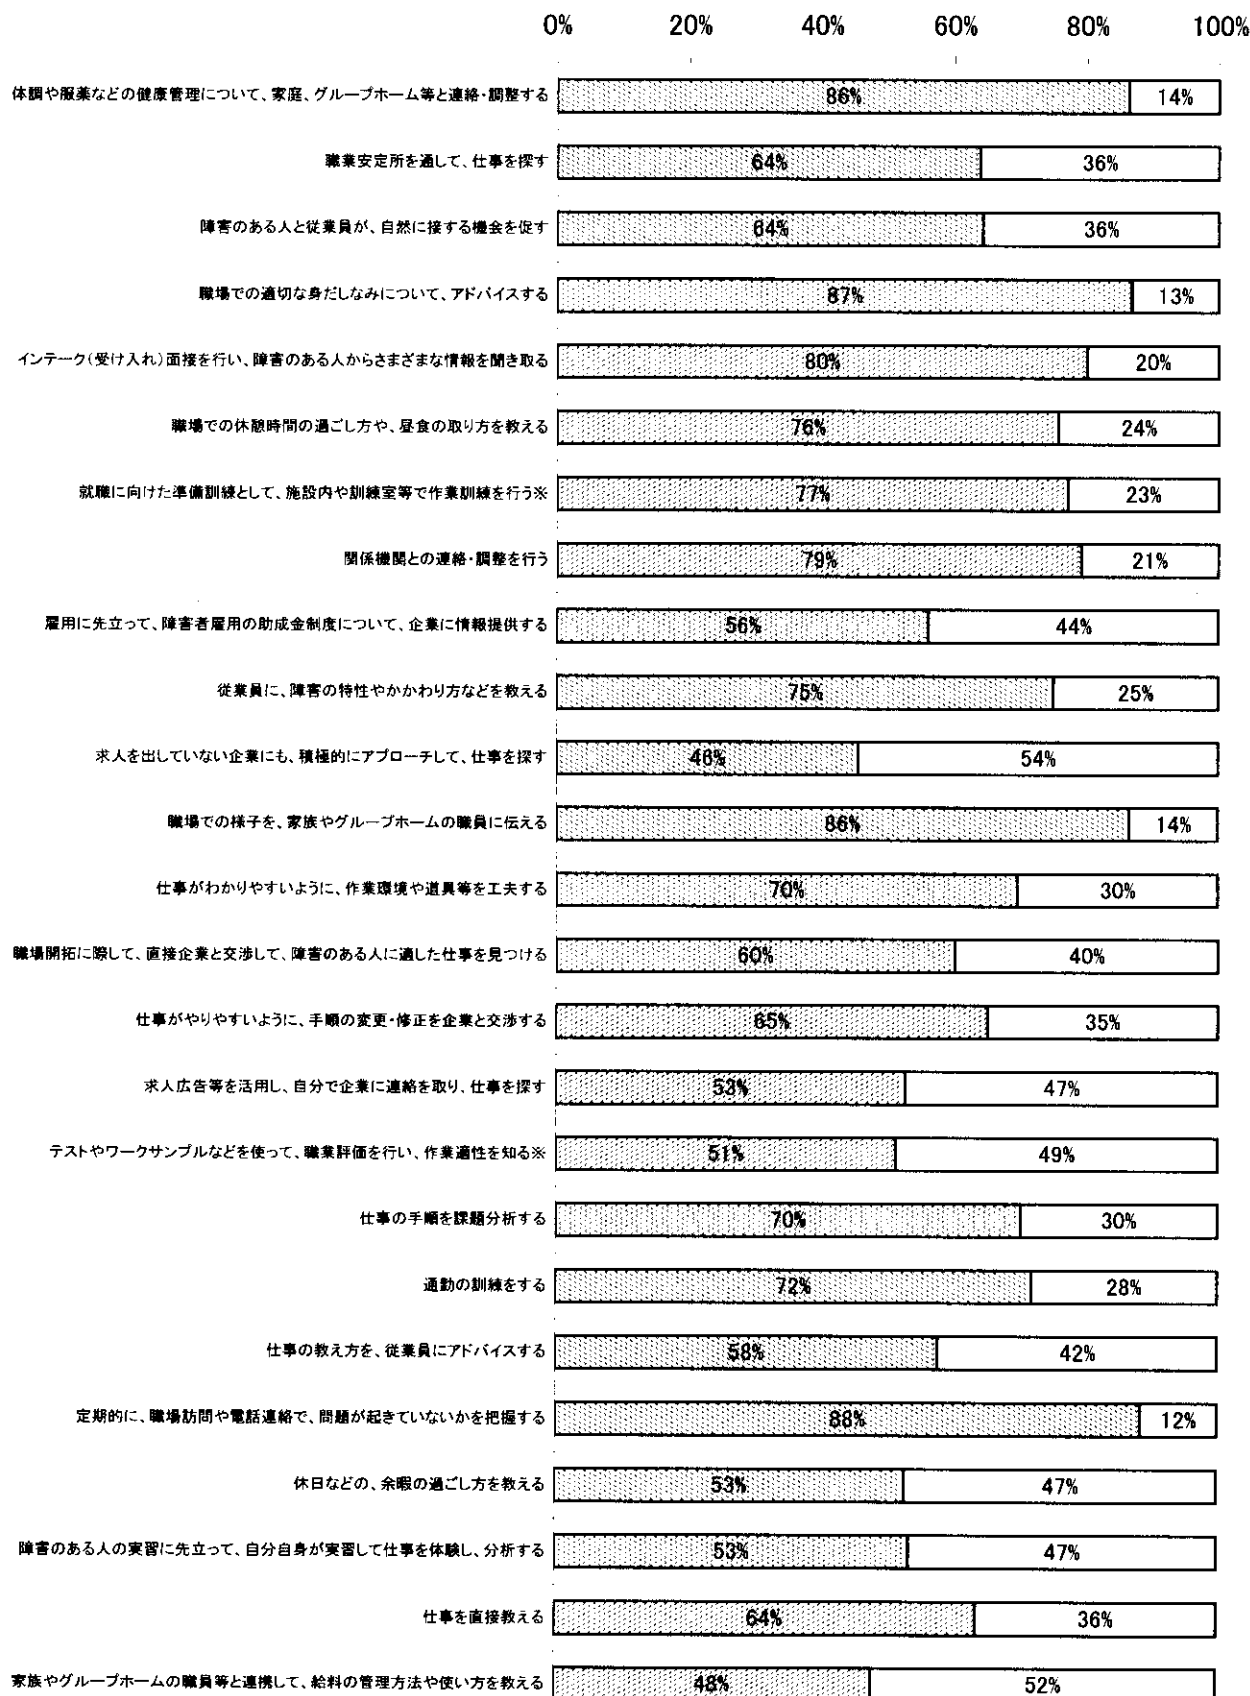 0% 20% 40% 60% 80% 100%
体調や服薬などの健康管理について、家庭、グループホーム等と連絡・調整する 86% 14%
職業安定所を通して、仕事を探す 64% 36%
障害のある人と従業員が、自然に接する機会を促す 64% 36%
職場での適切な身だしなみについて、アドバイスする 87% 13%
インテーク(受け入れ)面接を行い、障害のある人からさまざまな情報を聞き取る 80% 20%
職場での休憩時間の過ごし方や、昼食の取り方を教える 76% 24%
就職に向けた準備訓練として、施設内や訓練室等で作業訓練を行う※ 77% 23%
関係機関との連絡・調整を行う 79% 21%
雇用に先立って、障害者雇用の助成金制度について、企業に情報提供する 56% 44%
従業員に、障害の特性やかかわり方などを教える 75% 25%
求人を出していない企業にも、積極的にアプローチして、仕事を探す 46% 54%
職場での様子を、家族やグループホームの職員に伝える 86% 14%
仕事がわかりやすいように、作業環境や道具等を工夫する 70% 30%
職場開拓に際して、直接企業と交渉して、障害のある人に適した仕事を見つける 60% 40%
仕事がやりやすいように、手順の変更・修正を企業と交渉する 65% 35%
求人広告等を活用し、自分で企業に連絡を取り、仕事を探す 53% 47%
テストやワークサンプルなどを使って、職業評価を行い、作業適性を知る※ 51% 49%
仕事の手順を課題分析する 70% 30%
通勤の訓練をする 72% 28%
仕事の教え方を、従業員にアドバイスする 58% 42%
定期的に、職場訪問や電話連絡で、問題が起きていないかを把握する 88% 12%
休日などの、余暇の過ごし方を教える 53% 47%
障害のある人の実習に先立って、自分自身が実習して仕事を体験し、分析する 53% 47%
仕事を直接教える 64% 36%
家族やグループホームの職員等と連携して、給料の管理方法や使い方を教える 48% 52%